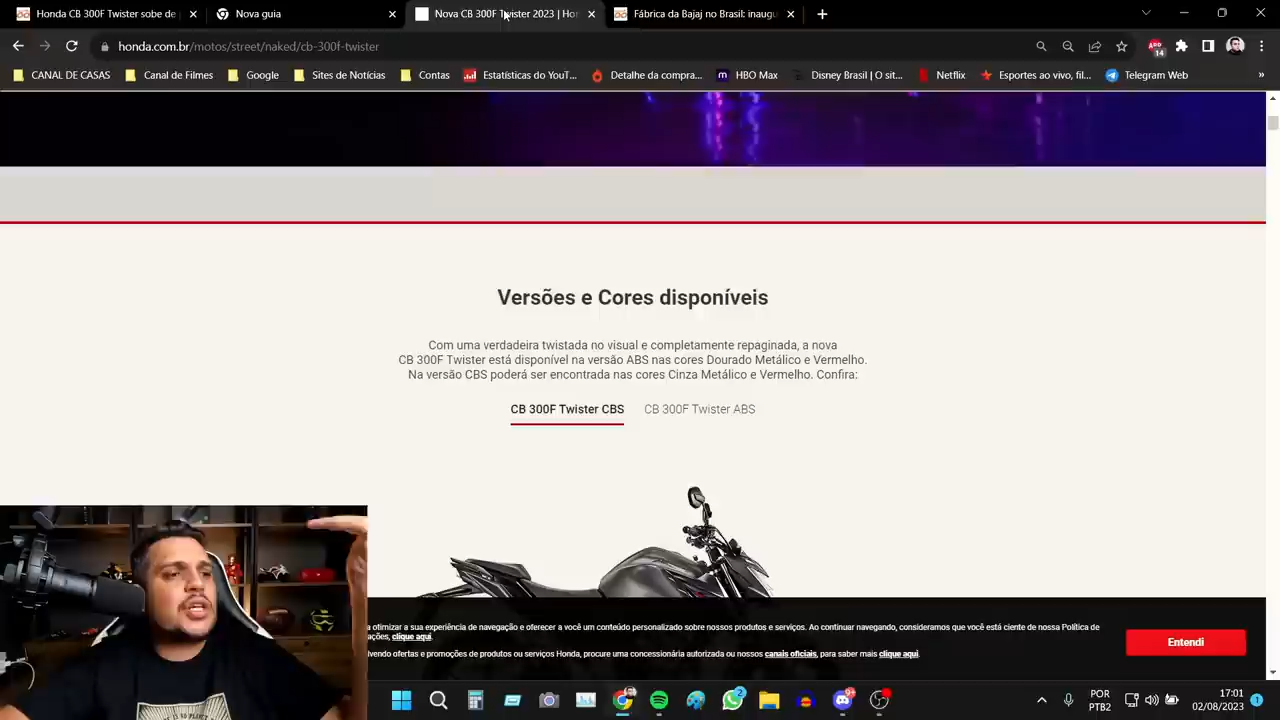 Honda CB 300F Twister sobe de
Nova guia
Nova CB 300F Twister 2023 | Hon
Fábrica da Bajaj no Brasil: inaugu
honda.com.br/motos/street/naked/cb-300f-twister
CANAL DE CASAS
Canal de Filmes
Google
Sites de Notícias
Contas
Estatísticas do YouT...
Detalhe da compra...
HBO Max
Disney Brasil | O sit...
Netflix
Esportes ao vivo, fil...
Telegram Web
»
14
Versões e Cores disponíveis
Com uma verdadeira twistada no visual e completamente repaginada, a nova
CB 300F Twister está disponível na versão ABS nas cores Dourado Metálico e Vermelho.
Na versão CBS poderá ser encontrada nas cores Cinza Metálico e Vermelho. Confira:
CB 300F Twister CBS
CB 300F Twister ABS
a otimizar a sua experiência de navegação e oferecer a você um conteúdo personalizado sobre nossos produtos e serviços. Ao continuar navegando, consideramos que você está ciente de nossa Política de
ações, clique aqui.
lvendo ofertas e promoções de produtos ou serviços Honda, procure uma concessionária autorizada ou nossos canais oficiais, para saber mais clique aqui.
Entendi
2
POR
PTB2
17:01
02/08/2023
1